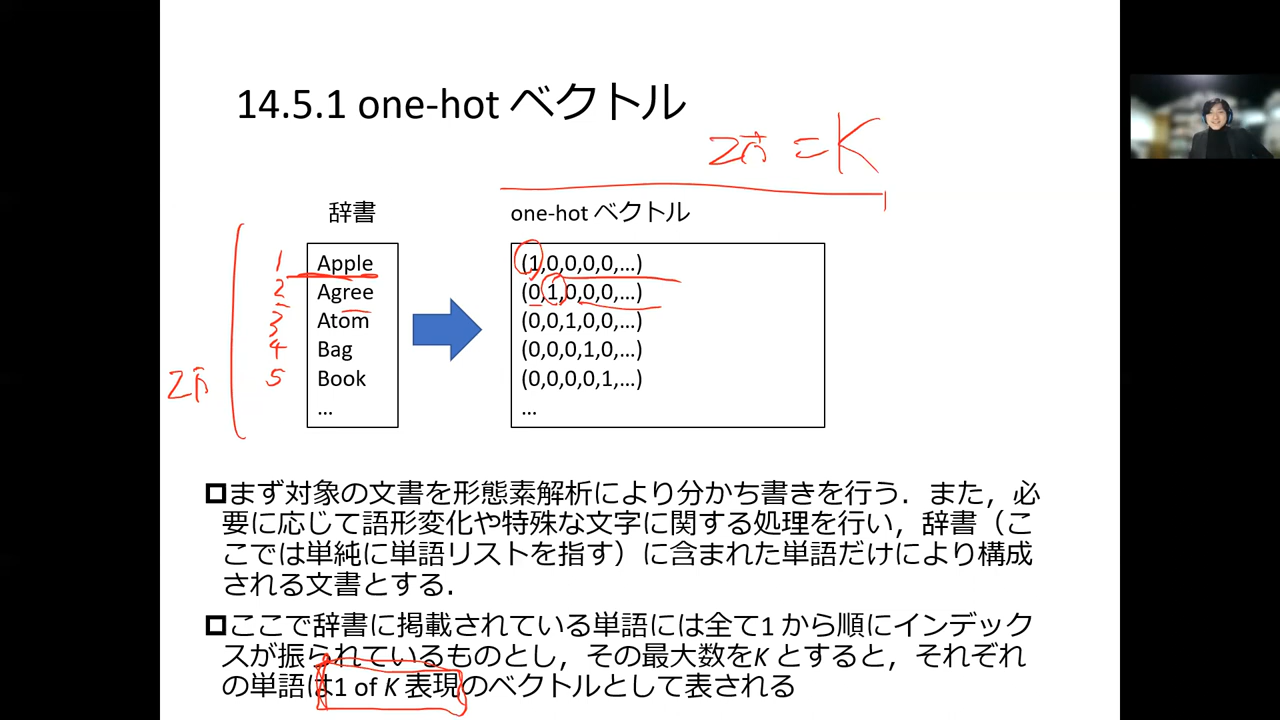 14.5.1 one-hot ベクトル
2万 = K
辞書
one-hot ベクトル
1 Apple
(1,0,0,0,0,...)
2 Agree
(0,1,0,0,0,...)
3 Atom
(0,0,1,0,0,...)
4 Bag
(0,0,0,1,0,...)
5 Book
(0,0,0,0,1,...)
...
...
2万
まず対象の文書を形態素解析により分かち書きを行う．また，必
要に応じて語形変化や特殊な文字に関する処理を行い，辞書（こ
こでは単純に単語リストを指す）に含まれた単語だけにより構成
される文書とする．
ここで辞書に掲載されている単語には全て1 から順にインデック
スが振られているものとし，その最大数をK とすると，それぞれ
の単語は1 of K 表現のベクトルとして表される